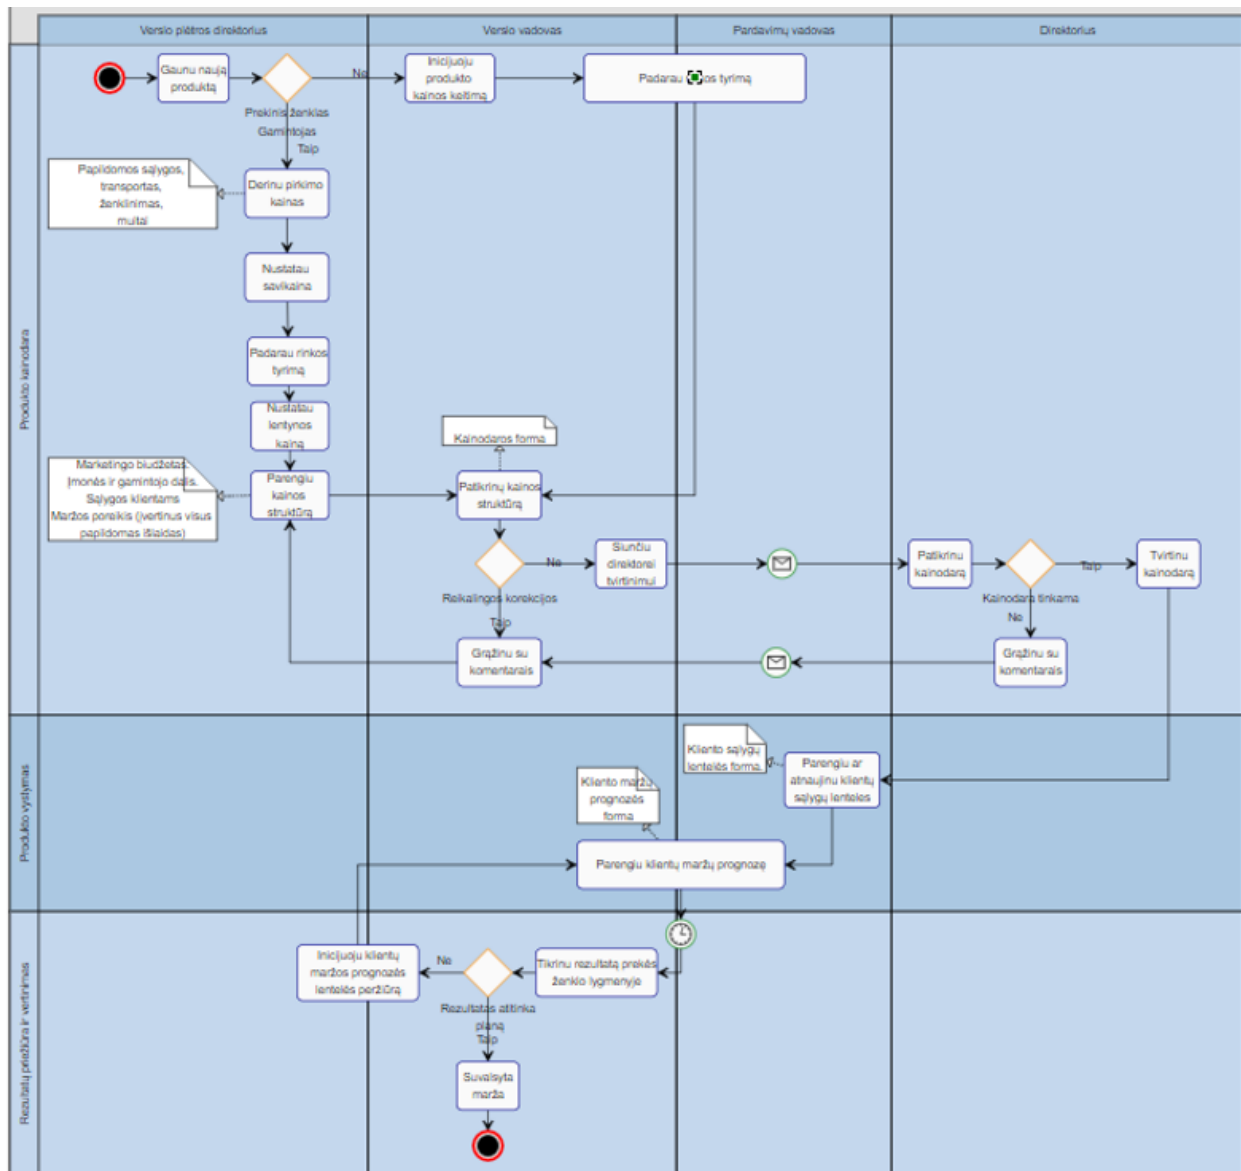 Verslo plėtros direktorius
Verslo vadovas
Pardavimų vadovas
Direktorius
Produkto kainodara
Gaunu naują
produktą
Ne
Inicijuoju
produkto
kainos keitimą
Padarau
os tyrimą
Prekinis ženklas
Gamintojas
Taip
Papildomos sąlygos,
transportas,
ženklinimas,
multai
Derinu pirkimo
kainas
Nustatau
savikaina
Padarau rinkos
tyrimą
Nustatau
lentynos
kainą
Kainodaros forma
Marketingo biudžetas.
Įmonės ir gamintojo dalis.
Sąlygos klientams
Maržos poreikis (įvertinus visus
papildomas išlaidas)
Parengiu
kainos
struktūrą
Patikrinų kainos
struktūrą
Ne
Siunčiu
direktorei
tvirtinimui
Patikrinu
kainodarą
Taip
Tvirtinu
kainodarą
Reikalingos korekcijos
Taip
Kainodara tinkama
Ne
Grąžinu su
komentarais
Grąžinu su
komentarais
Produkto vystymas
Kliento sąlygų
lentelės forma.
Parengiu ar
atnaujinu klientų
sąlygų lenteles
Kliento maržų
prognozės
forma
Parengiu klientų maržų prognozę
Rezultatų priežiūra ir vertinimas
Inicijuoju klientų
maržos prognozės
lentelės peržiūrą
Ne
Tikrinu rezultatą prekės
ženklo lygmenyje
Rezultatas atitinka
planą
Taip
Suvalsyta
marža